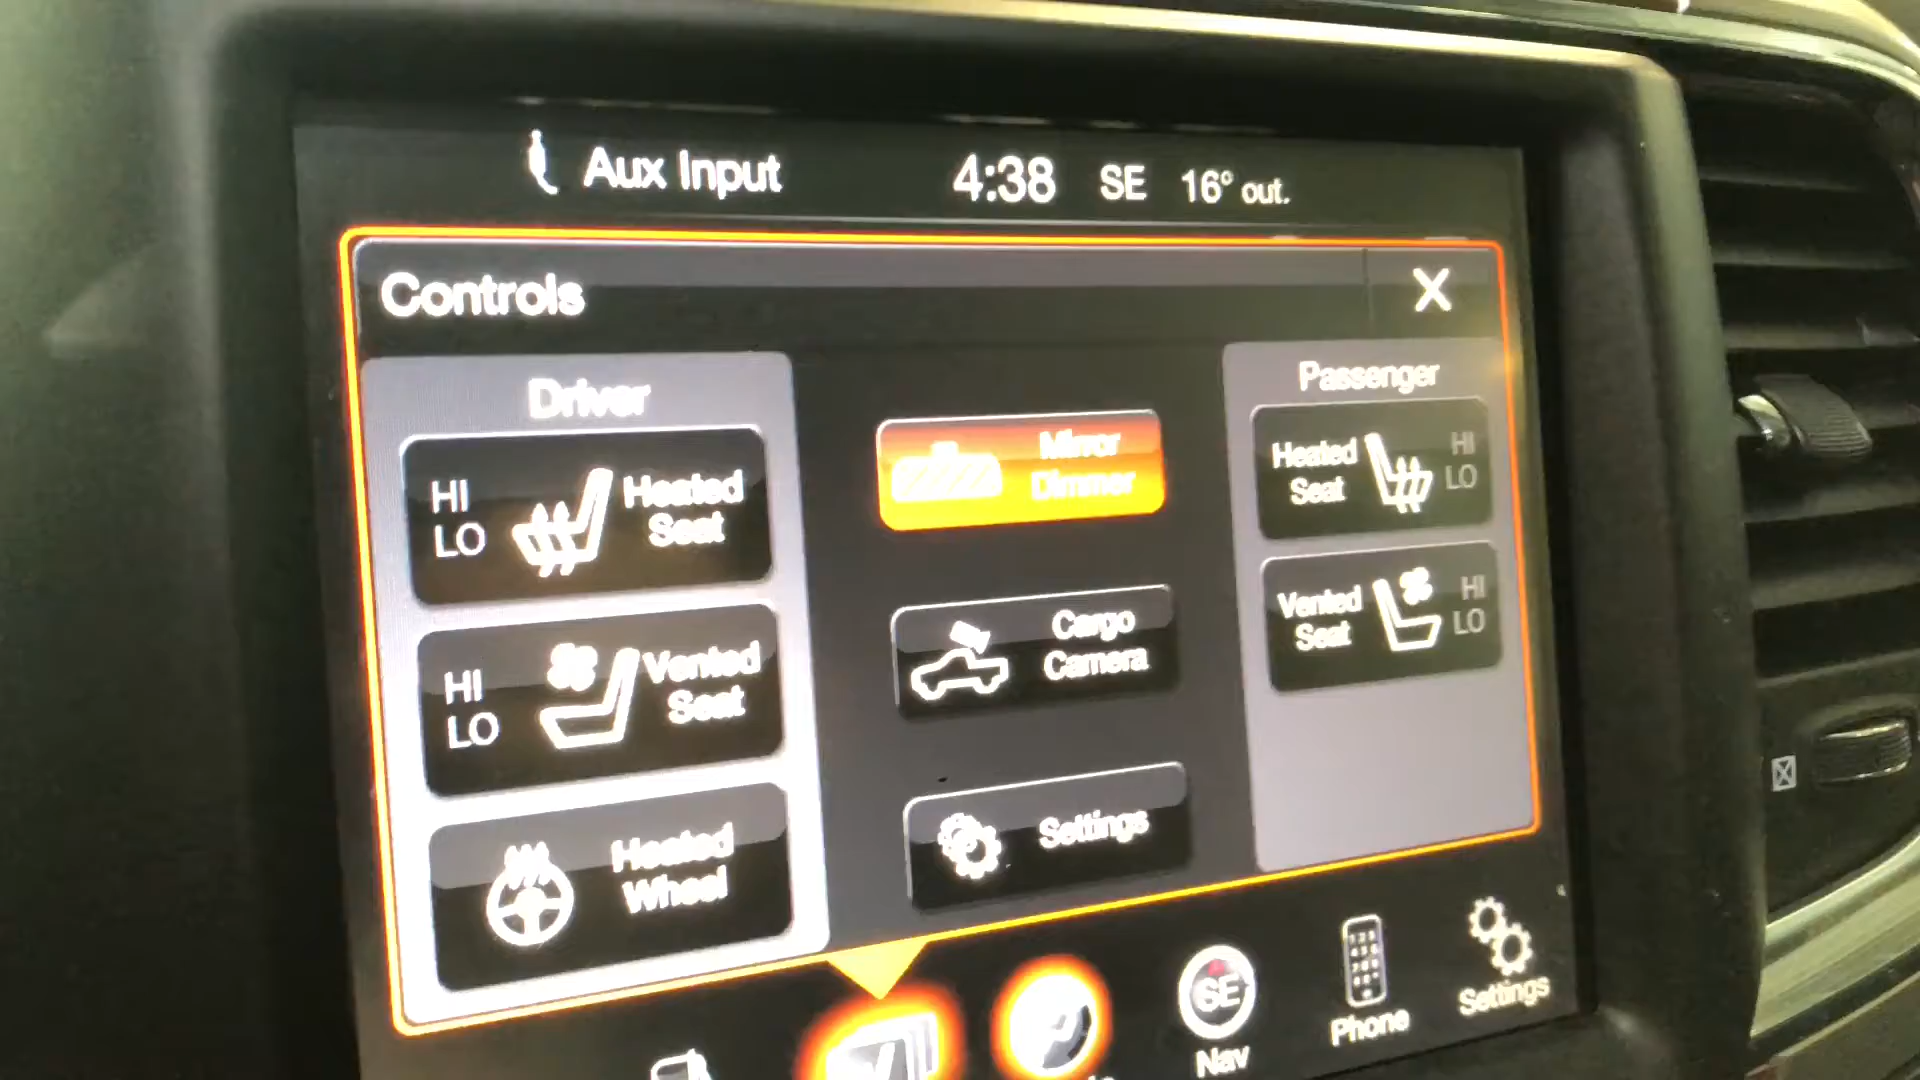 Aux Input 4:38 SE 16° out.
Controls X
Driver
HI
LO
Heated
Seat
HI
LO
Vented
Seat
Heated
Wheel
Mirror
Dimmer
Cargo
Camera
Settings
Passenger
Heated
Seat
HI
LO
Vented
Seat
HI
LO
SE
Nav
Phone
Settings